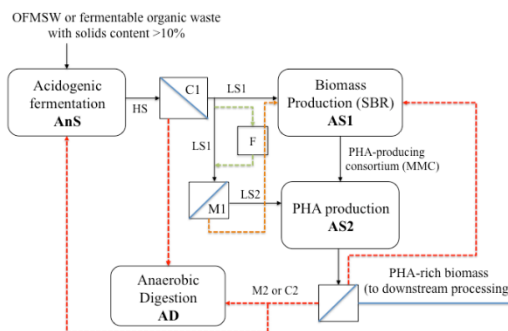 OFMSW or fermentable organic waste
with solids content >10%
Acidogenic
fermentation
AnS
HS
C1
LS1
Biomass
Production (SBR)
AS1
F
LS1
PHA-producing
consortium (MMC)
M1
LS2
PHA production
AS2
Anaerobic
Digestion
AD
M2 or C2
PHA-rich biomass
(to downstream processing)